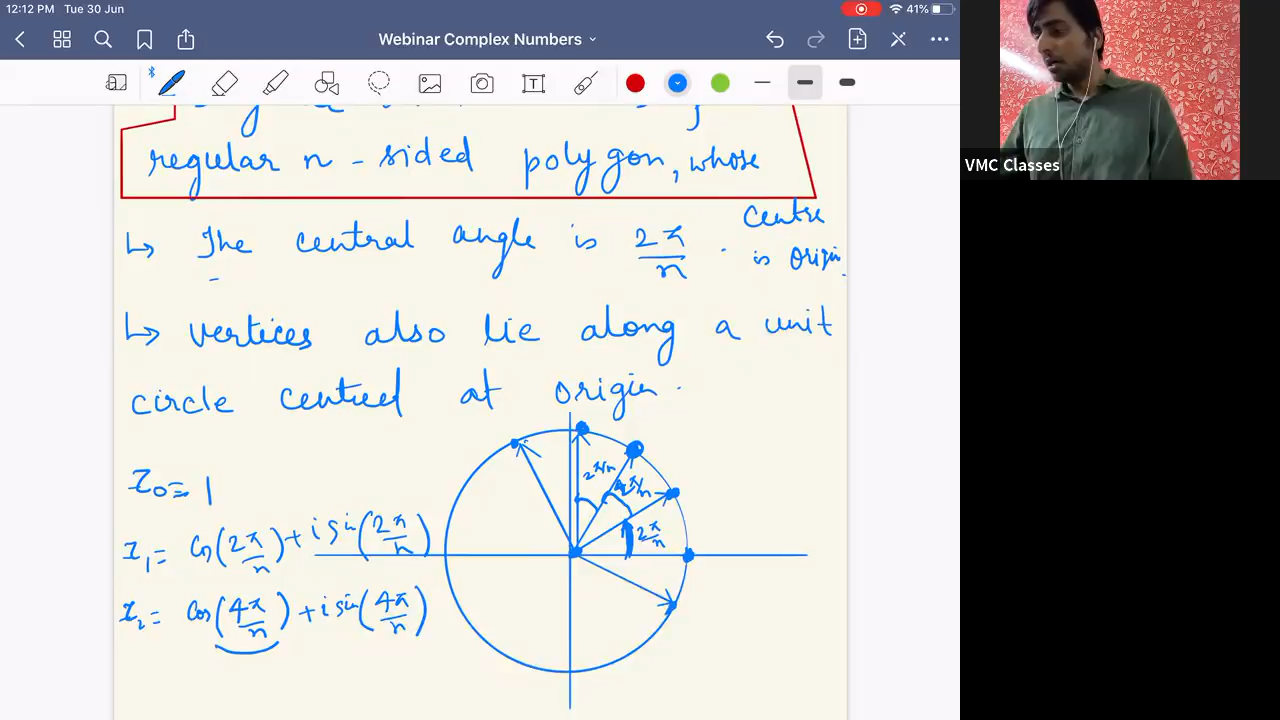 12:12 PM Tue 30 Jun
41%
Webinar Complex Numbers
T
VMC Classes
regular n - sided polygon, whose
centre
is origin.
↳ The central angle is 2π/n .
↳ vertices also lie along a unit
circle centred at origin .
z₀ = 1
z₁ = cos(2π/n) + i sin(2π/n)
z₂ = cos(4π/n) + i sin(4π/n)
2π/n
2π/n
2π/n